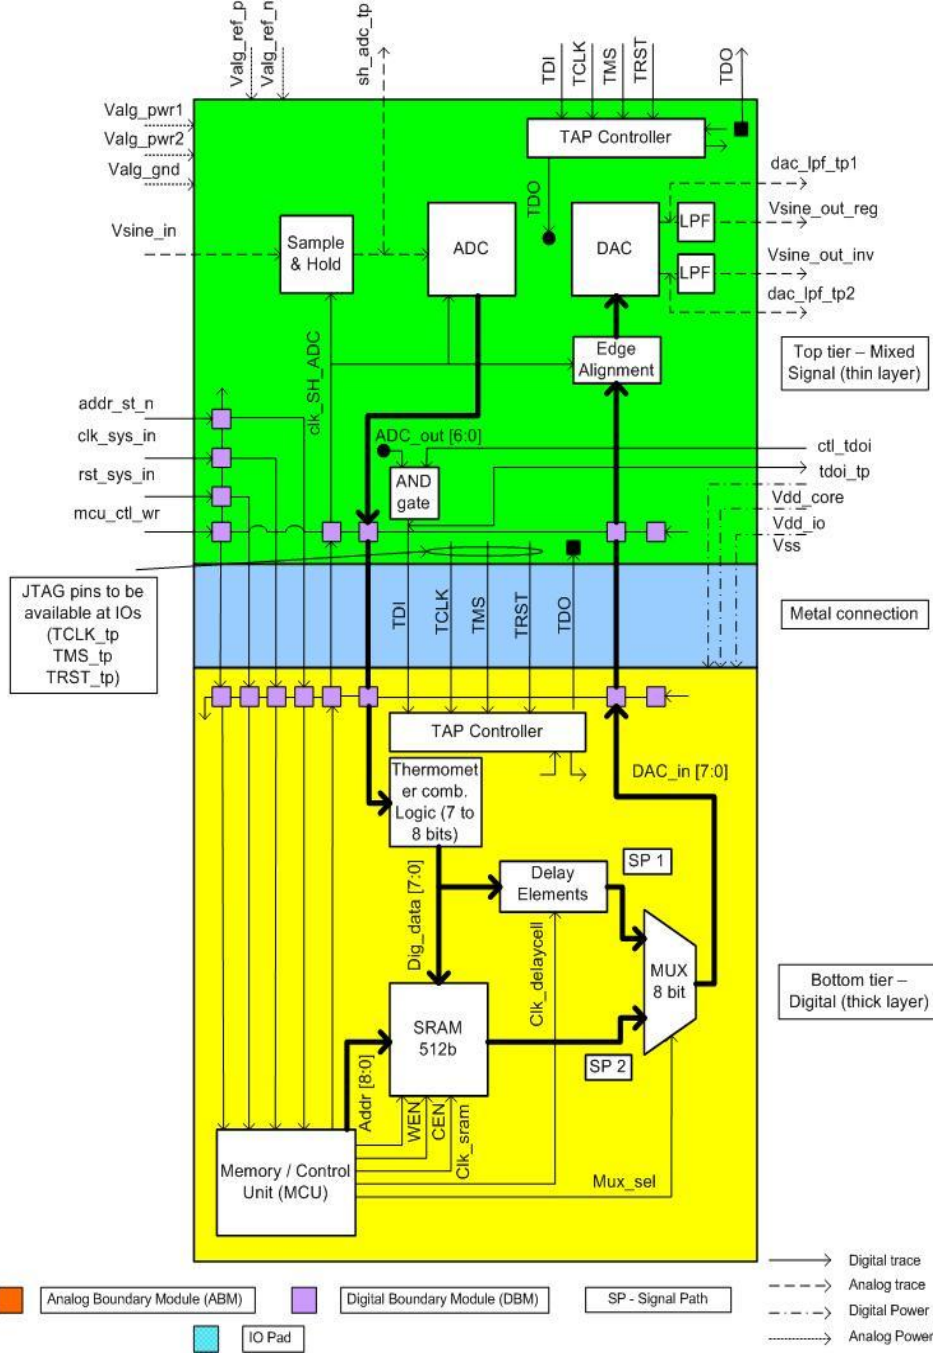 Valg_ref_p
Valg_ref_n
sh_adc_tp
TDI
TCLK
TMS
TRST
TDO
Valg_pwr1
Valg_pwr2
Valg_gnd
TAP Controller
TDO
dac_lpf_tp1
Vsine_out_reg
Vsine_in
Sample
& Hold
ADC
DAC
LPF
LPF
Vsine_out_inv
dac_lpf_tp2
clk_SH_ADC
Edge
Alignment
Top tier – Mixed
Signal (thin layer)
addr_st_n
clk_sys_in
rst_sys_in
mcu_ctl_wr
ADC_out [6:0]
AND
gate
ctl_tdoi
tdoi_tp
Vdd_core
Vdd_io
Vss
JTAG pins to be
available at IOs
(TCLK_tp
TMS_tp
TRST_tp)
TDI
TCLK
TMS
TRST
TDO
Metal connection
TAP Controller
DAC_in [7:0]
Thermomet
er comb.
Logic (7 to
8 bits)
Dig_data [7:0]
Delay
Elements
SP 1
Clk_delaycell
MUX
8 bit
Bottom tier –
Digital (thick layer)
SRAM
512b
SP 2
Addr [8:0]
WEN
CEN
Clk_sram
Memory / Control
Unit (MCU)
Mux_sel
Analog Boundary Module (ABM)
Digital Boundary Module (DBM)
SP - Signal Path
IO Pad
Digital trace
Analog trace
Digital Power
Analog Power